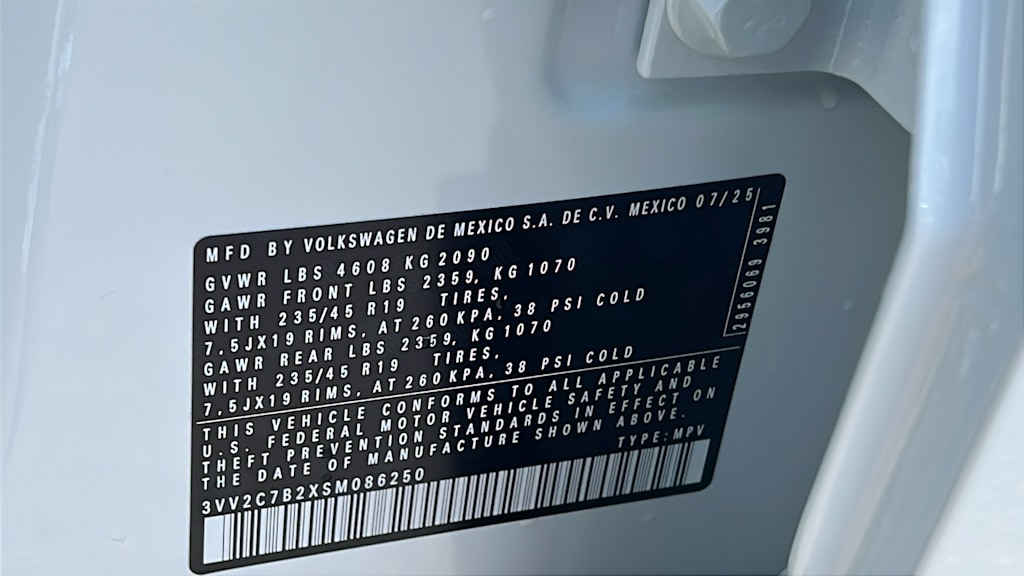 MFD BY VOLKSWAGEN DE MEXICO S.A. DE C.V. MEXICO 07/25
GVWR LBS 4608 KG 2090
GAWR FRONT LBS 2359, KG 1070
WITH 235/45 R19 TIRES,
7,5JX19 RIMS, AT 260 KPA, 38 PSI COLD
GAWR REAR LBS 2359, KG 1070
WITH 235/45 R19 TIRES,
7,5JX19 RIMS, AT 260 KPA, 38 PSI COLD
2956069 3981
THIS VEHICLE CONFORMS TO ALL APPLICABLE
U.S. FEDERAL MOTOR VEHICLE SAFETY AND
THEFT PREVENTION STANDARDS IN EFFECT ON
THE DATE OF MANUFACTURE SHOWN ABOVE.
3VV2C7B2XSM086250 TYPE: MPV